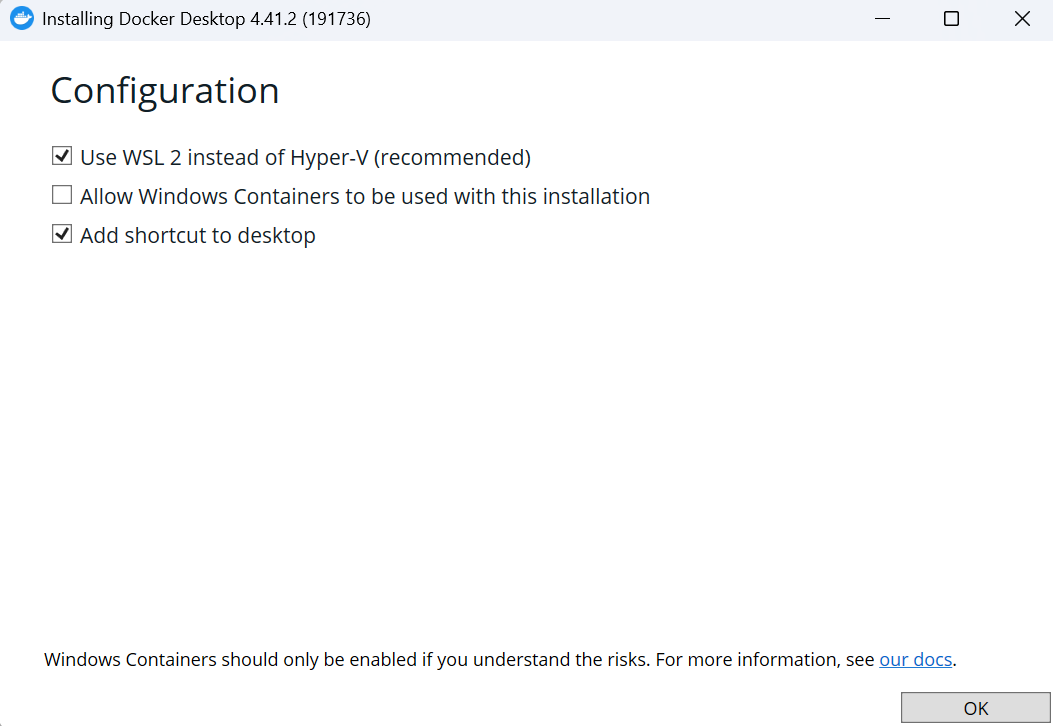 Installing Docker Desktop 4.41.2 (191736)
Configuration
Use WSL 2 instead of Hyper-V (recommended)
Allow Windows Containers to be used with this installation
Add shortcut to desktop
Windows Containers should only be enabled if you understand the risks. For more information, see our docs.
OK